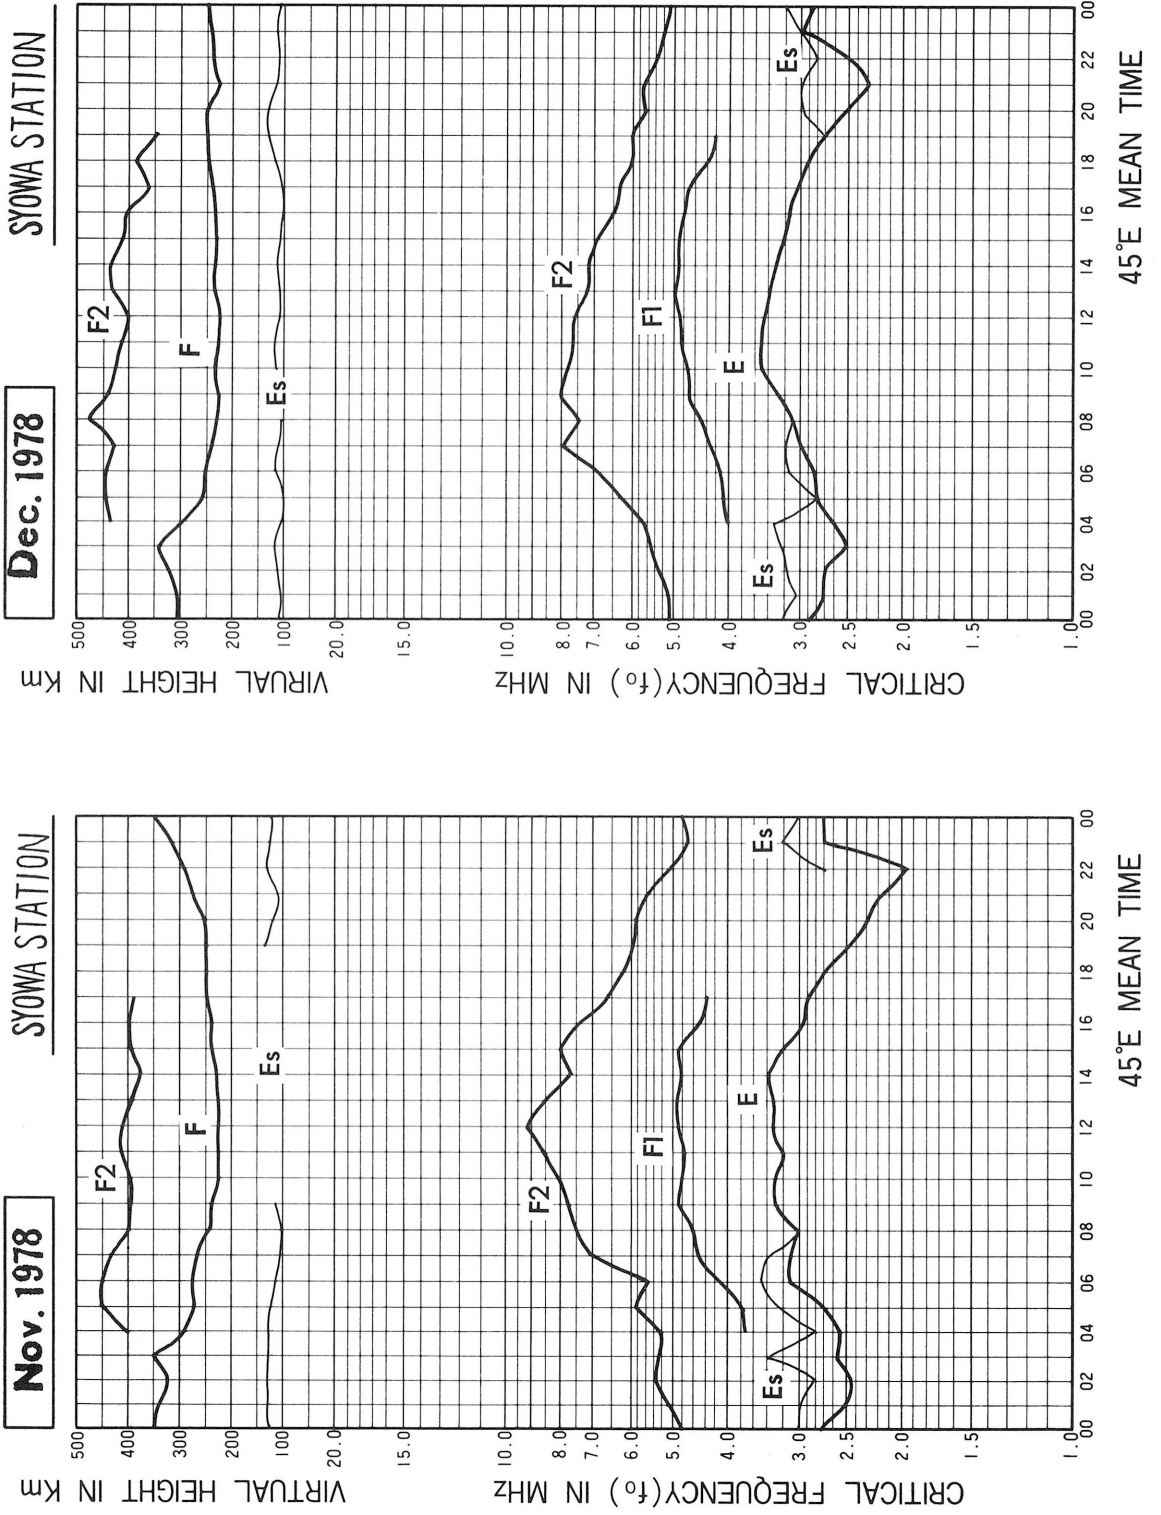 Nov. 1978
SYOWA STATION
VIRTUAL HEIGHT IN Km
500
400
300
200
100
F2
F
Es
CRITICAL FREQUENCY(fo) IN MHz
20.0
15.0
10.0
8.0
7.0
6.0
5.0
4.0
3.0
2.5
2.0
1.5
1.0
F2
F1
E
Es
Es
00 02 04 06 08 10 12 14 16 18 20 22 00
45°E MEAN TIME
Dec. 1978
SYOWA STATION
VIRUAL HEIGHT IN Km
500
400
300
200
100
F2
F
Es
CRITICAL FREQUENCY(fo) IN MHz
20.0
15.0
10.0
8.0
7.0
6.0
5.0
4.0
3.0
2.5
2.0
1.5
1.0
F2
F1
E
Es
Es
00 02 04 06 08 10 12 14 16 18 20 22 00
45°E MEAN TIME